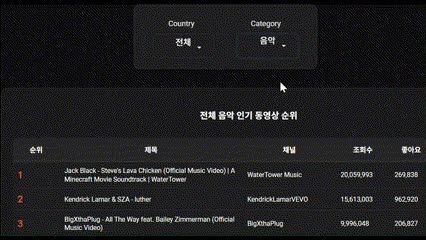 Country Category
전체 음악
전체 음악 인기 동영상 순위
순위 제목 채널 조회수 좋아요
1 Jack Black - Steve's Lava Chicken (Official Music Video) | A
Minecraft Movie Soundtrack | WaterTower WaterTower Music 20,059,993 269,838
2 Kendrick Lamar & SZA - luther KendrickLamarVEVO 15,613,003 962,920
3 BigXthaPlug - All The Way feat. Bailey Zimmerman (Official
Music Video) BigXthaPlug 9,996,048 206,827